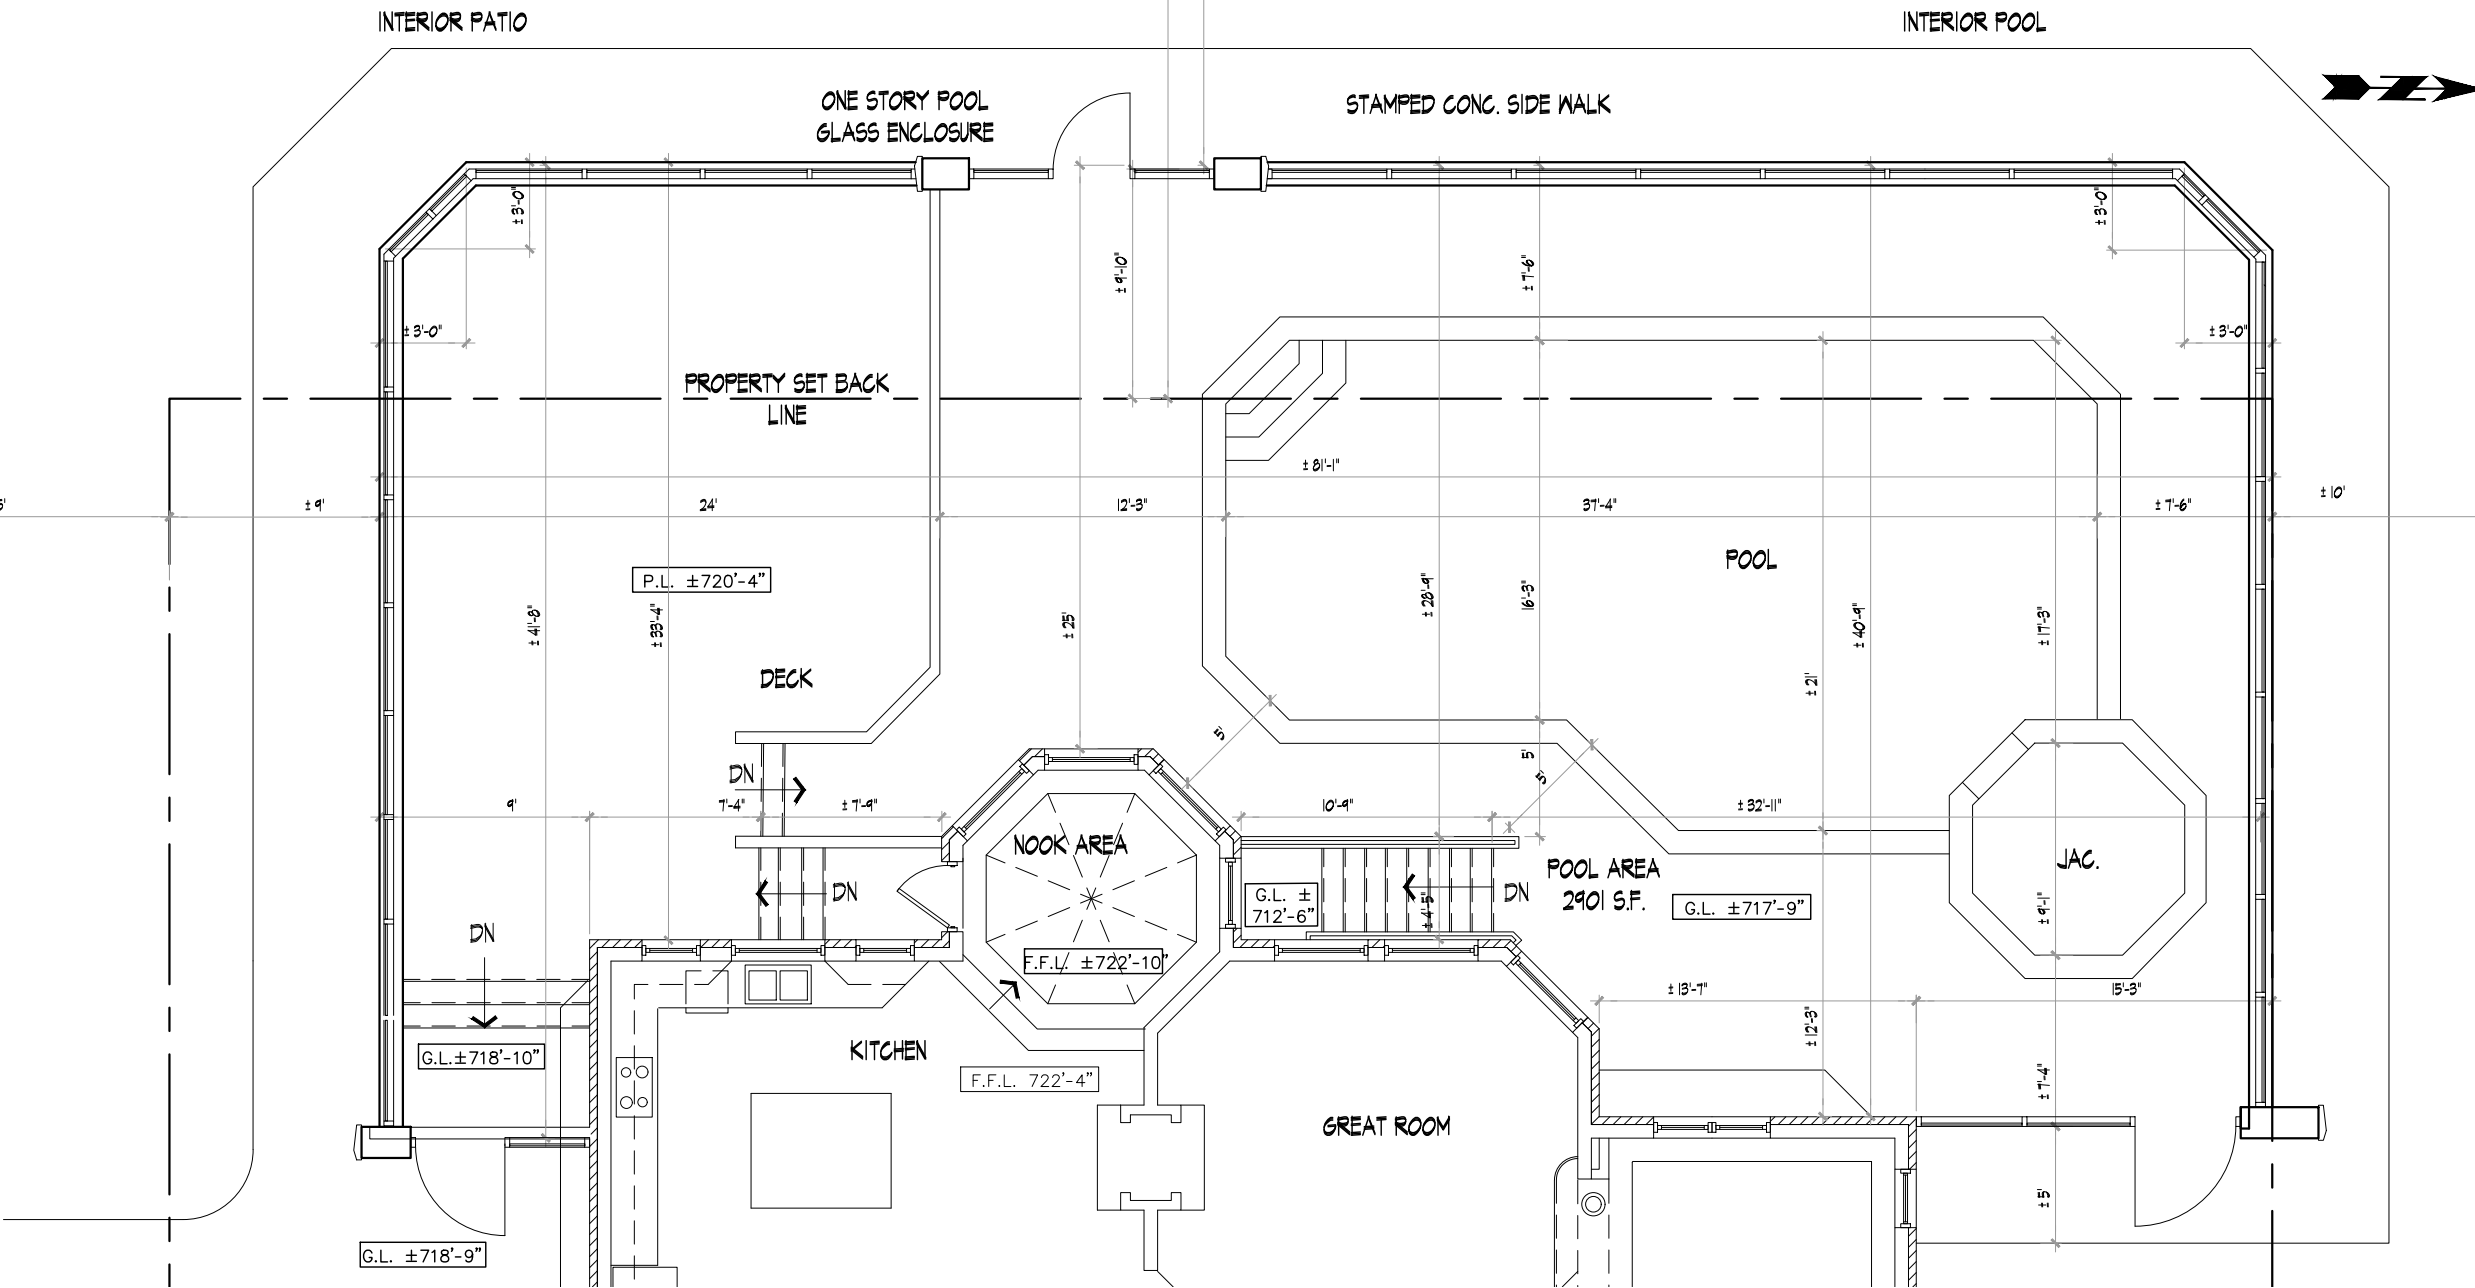 INTERIOR PATIO
INTERIOR POOL
ONE STORY POOL
GLASS ENCLOSURE
STAMPED CONC. SIDE WALK
± 3'-0"
± 3'-0"
± 9'-10"
± 7'-6"
± 3'-0"
± 3'-0"
PROPERTY SET BACK
LINE
± 81'-1"
± 9'
24'
12'-3"
37'-4"
± 7'-6"
± 10'
POOL
P.L. ±720'-4"
± 41'-8"
± 33'-4"
± 25'
± 28'-9"
16'-3"
± 40'-9"
± 17'-3"
± 21'
DECK
DN
5'
5'
5'
9'
7'-4"
± 7'-9"
10'-9"
± 32'-11"
NOOK AREA
DN
G.L. ±
712'-6"
± 4'-5"
DN
POOL AREA
2901 S.F.
G.L. ±717'-9"
JAC.
± 9'-1"
DN
F.F.L. ±722'-10"
± 13'-7"
15'-3"
± 12'-3"
G.L.±718'-10"
KITCHEN
F.F.L. 722'-4"
± 7'-4"
GREAT ROOM
± 5'
G.L. ±718'-9"